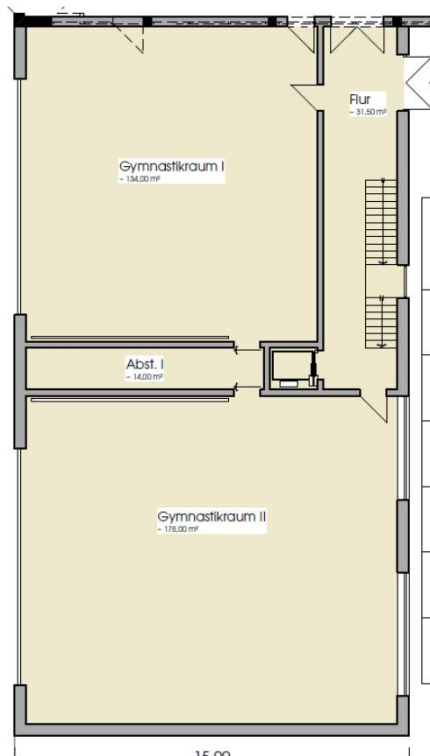 Flur
~ 31,50 m²
Gymnastikraum I
~ 134,00 m²
Abst. I
~ 14,00 m²
Gymnastikraum II
~ 178,00 m²
15,00